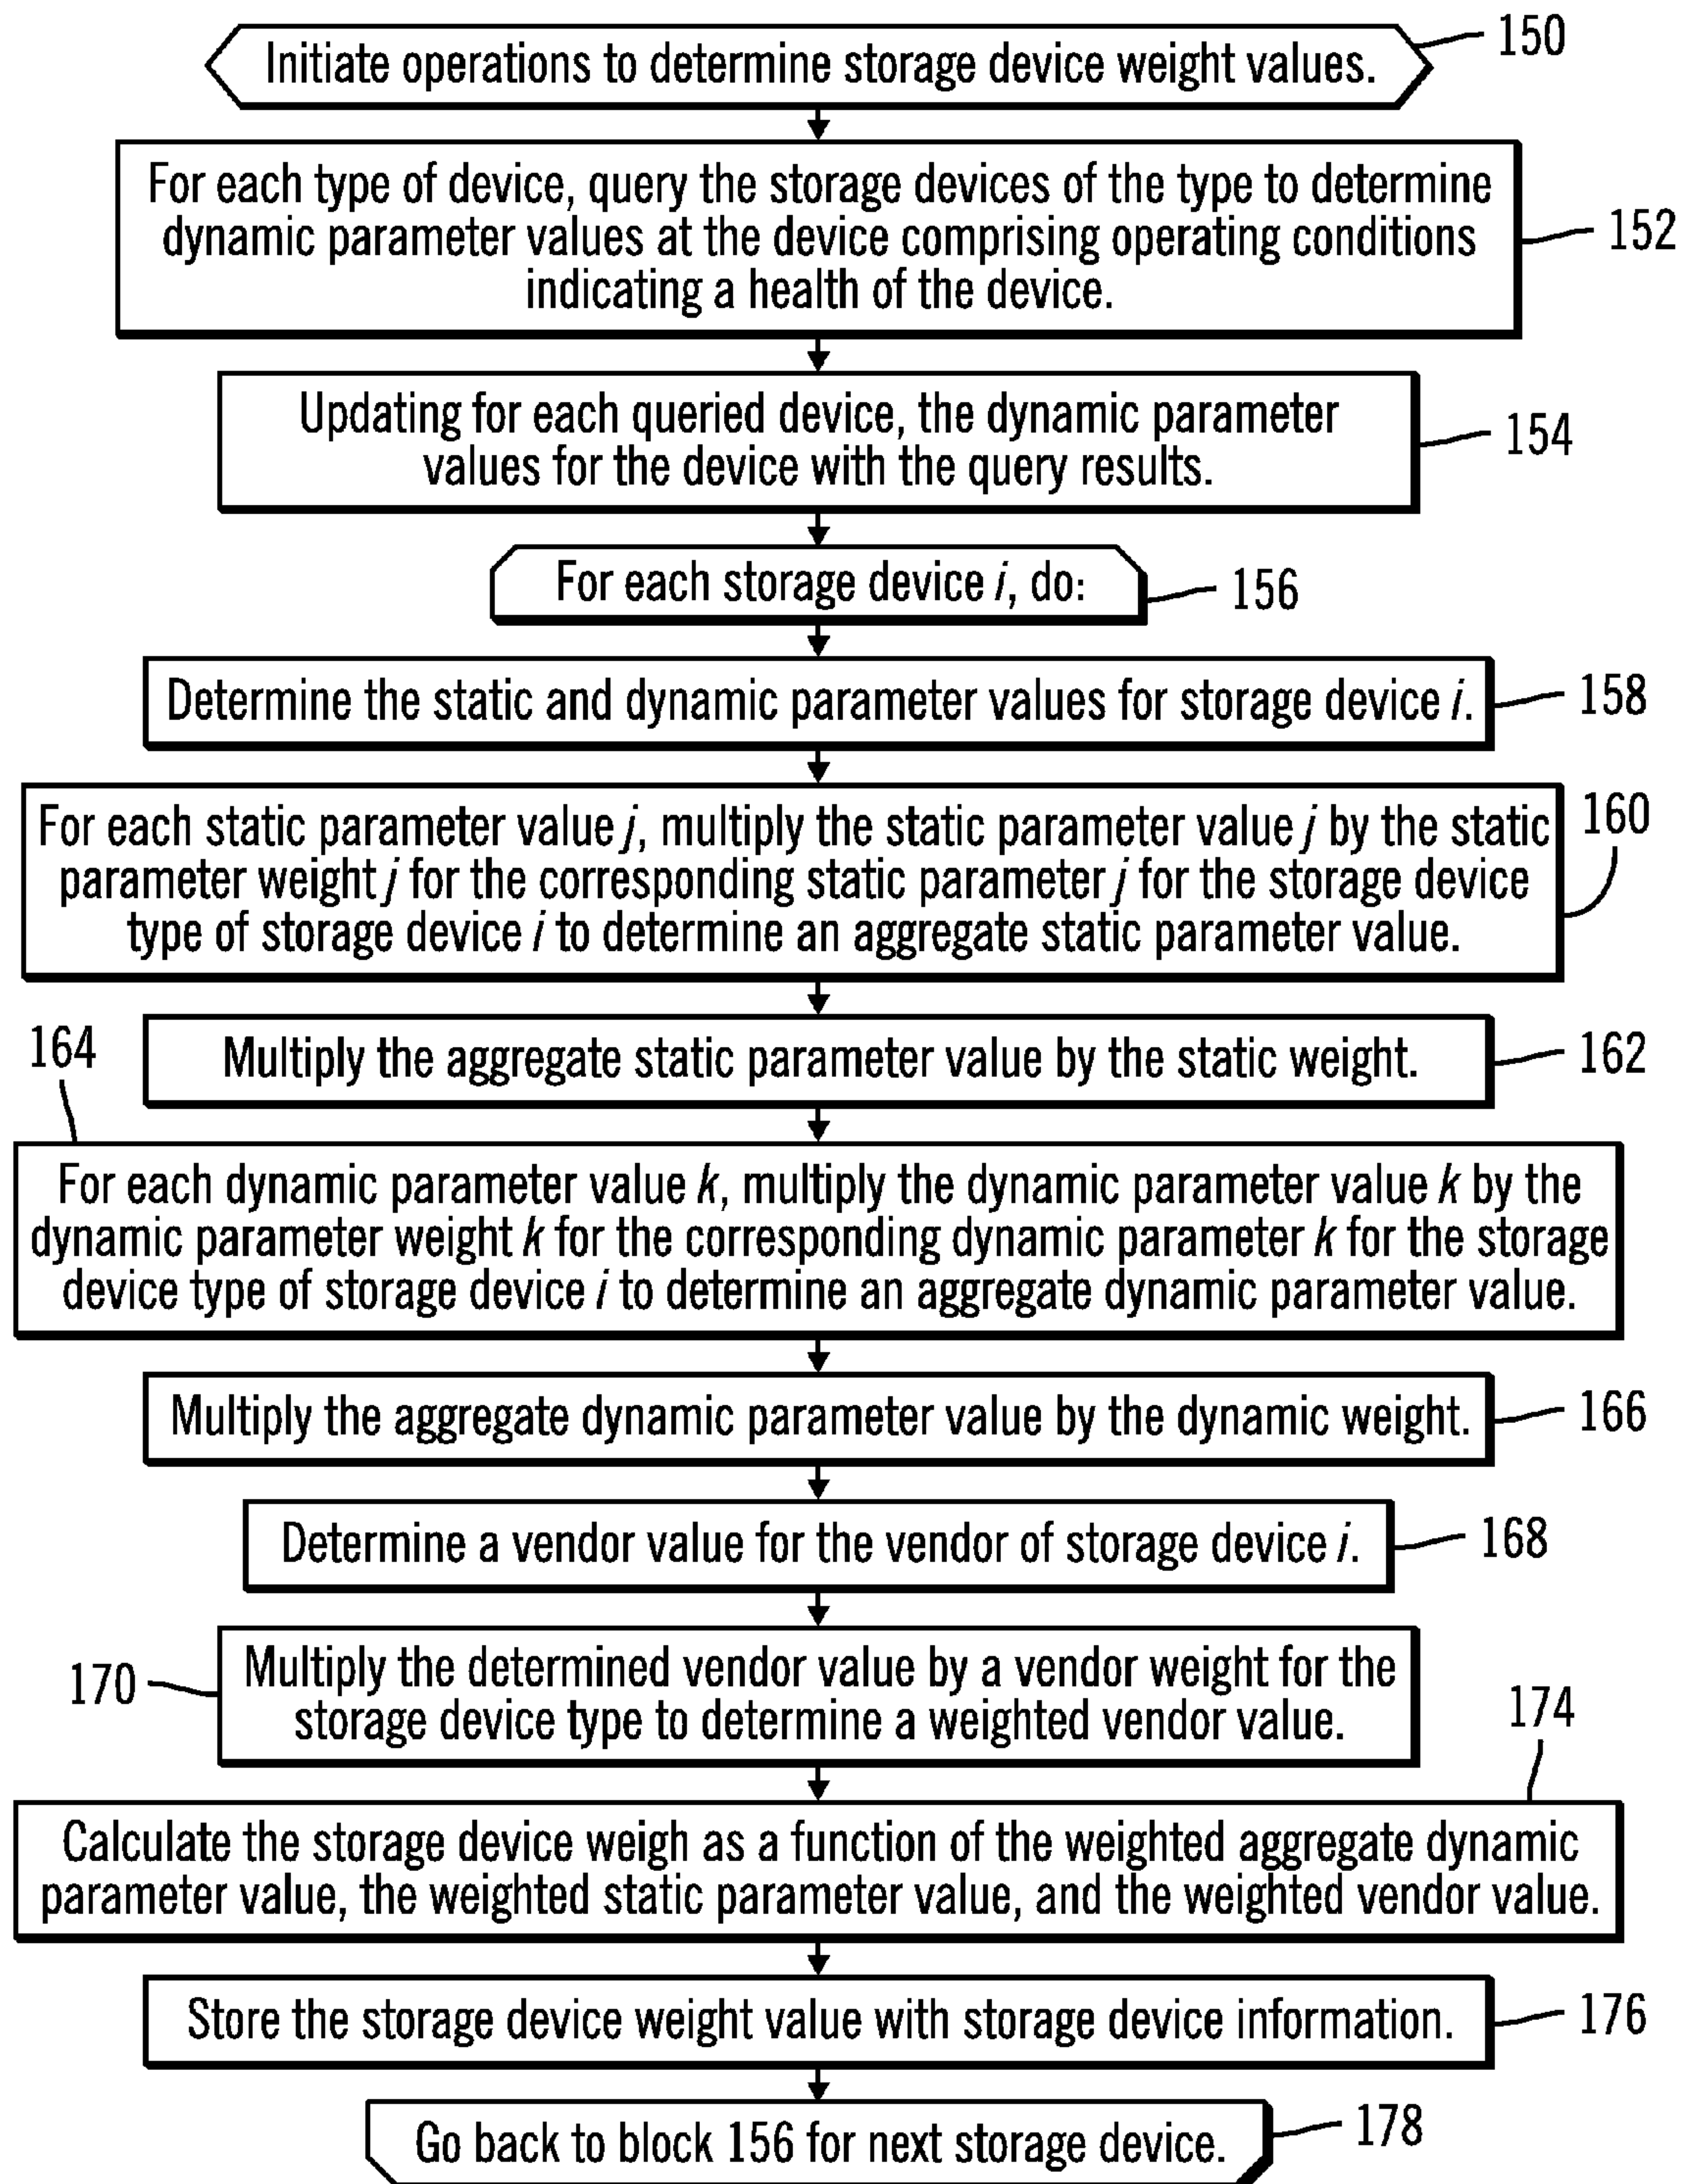 Initiate operations to determine storage device weight values.
150
For each type of device, query the storage devices of the type to determine
dynamic parameter values at the device comprising operating conditions
indicating a health of the device.
152
Updating for each queried device, the dynamic parameter
values for the device with the query results.
154
For each storage device i, do:
156
Determine the static and dynamic parameter values for storage device i.
158
For each static parameter value j, multiply the static parameter value j by the static
parameter weight j for the corresponding static parameter j for the storage device
type of storage device i to determine an aggregate static parameter value.
160
Multiply the aggregate static parameter value by the static weight.
162
164
For each dynamic parameter value k, multiply the dynamic parameter value k by the
dynamic parameter weight k for the corresponding dynamic parameter k for the storage
device type of storage device i to determine an aggregate dynamic parameter value.
Multiply the aggregate dynamic parameter value by the dynamic weight.
166
Determine a vendor value for the vendor of storage device i.
168
170
Multiply the determined vendor value by a vendor weight for the
storage device type to determine a weighted vendor value.
174
Calculate the storage device weigh as a function of the weighted aggregate dynamic
parameter value, the weighted static parameter value, and the weighted vendor value.
Store the storage device weight value with storage device information.
176
Go back to block 156 for next storage device.
178